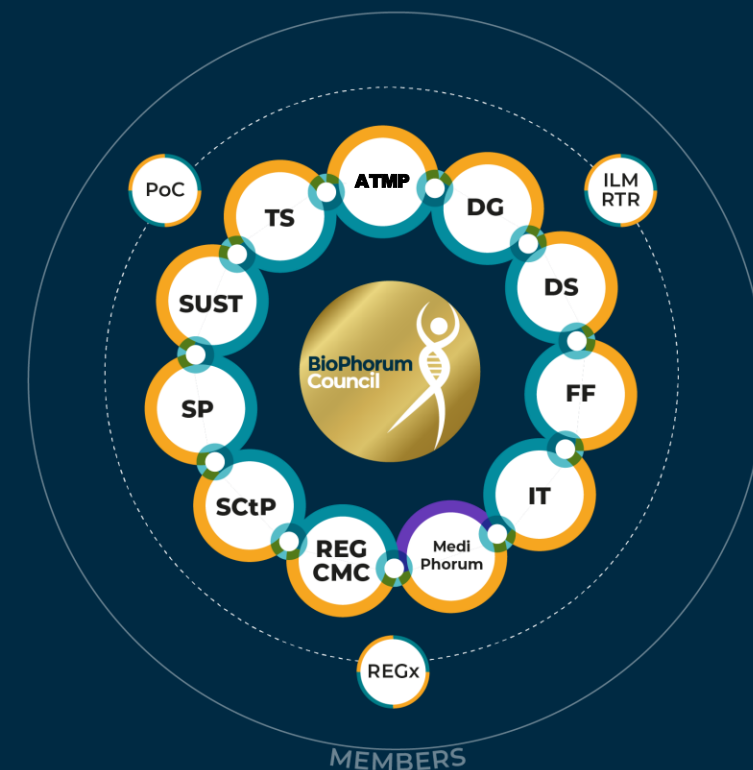 ATMP
PoC
ILM
RTR
TS
DG
SUST
DS
BioPhorum
Council
SP
FF
SCtP
IT
REG
CMC
Medi
Phorum
REGx
MEMBERS